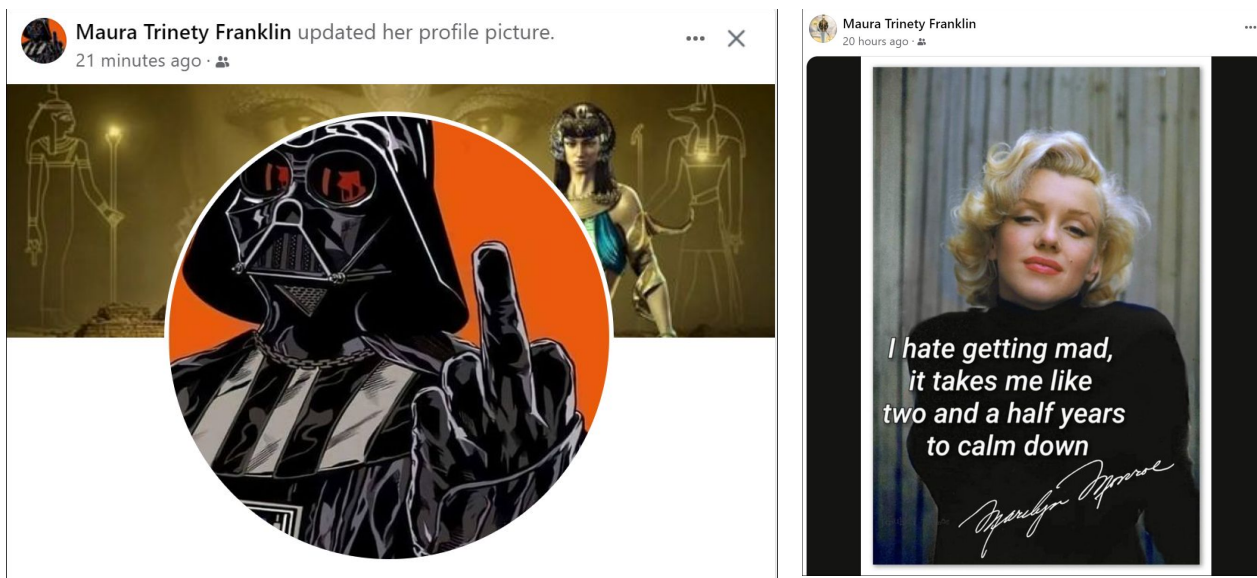 Maura Trinety Franklin updated her profile picture.
21 minutes ago ·
Maura Trinety Franklin
20 hours ago ·
I hate getting mad,
it takes me like
two and a half years
to calm down
Marilyn Monroe